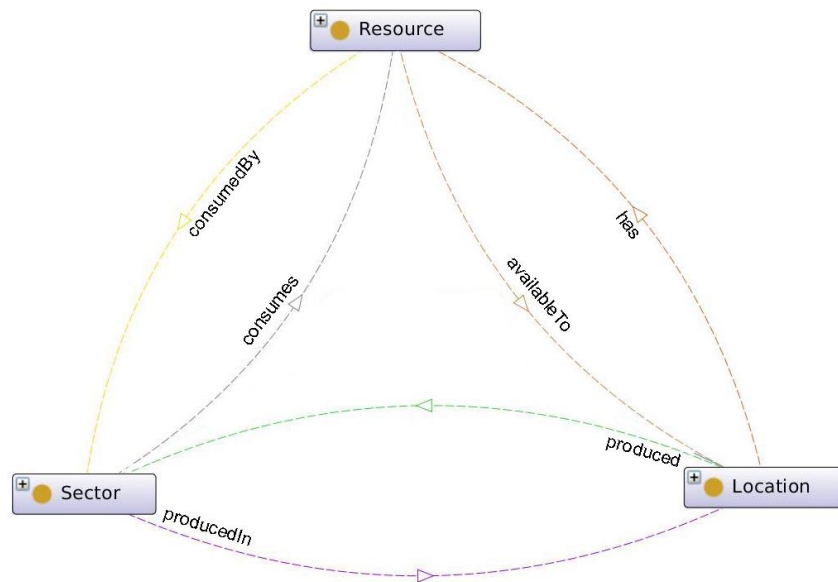 Resource
consumedBy
has
consumes
availableTo
produced
Sector
Location
producedIn